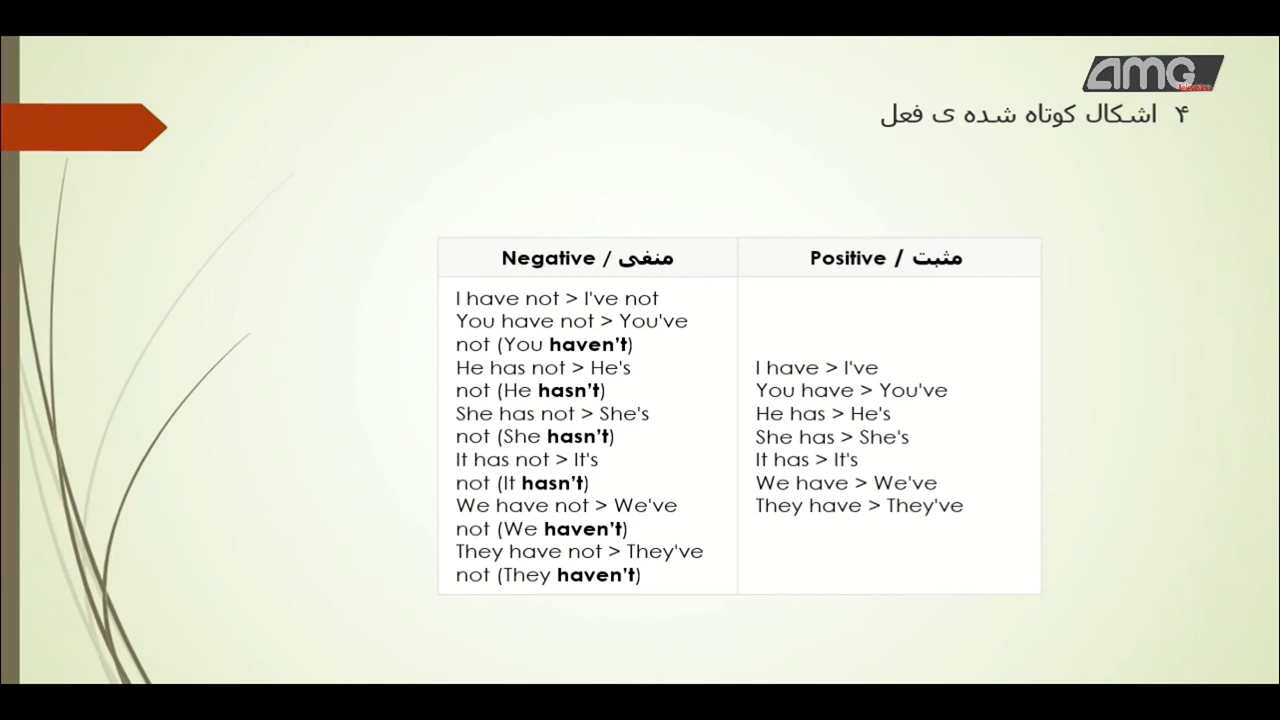 AMG
Television
۴ اشکال کوتاه شده ی فعل
Negative / منفی
I have not > I've not
You have not > You've
not (You haven't)
He has not > He's
not (He hasn't)
She has not > She's
not (She hasn't)
It has not > It's
not (It hasn't)
We have not > We've
not (We haven't)
They have not > They've
not (They haven't)
Positive / مثبت
I have > I've
You have > You've
He has > He's
She has > She's
It has > It's
We have > We've
They have > They've